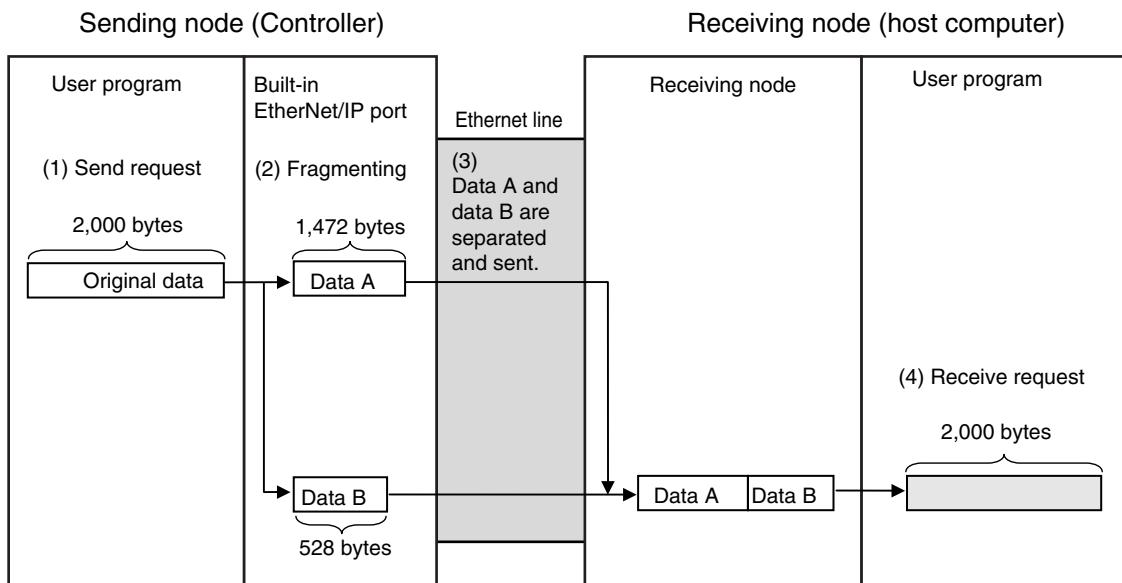 Sending node (Controller)
Receiving node (host computer)
User program
Built-in
EtherNet/IP port
Ethernet line
Receiving node
User program
(1) Send request
(2) Fragmenting
(3)
Data A and
data B are
separated
and sent.
2,000 bytes
1,472 bytes
Original data
Data A
(4) Receive request
2,000 bytes
Data B
528 bytes
Data A
Data B